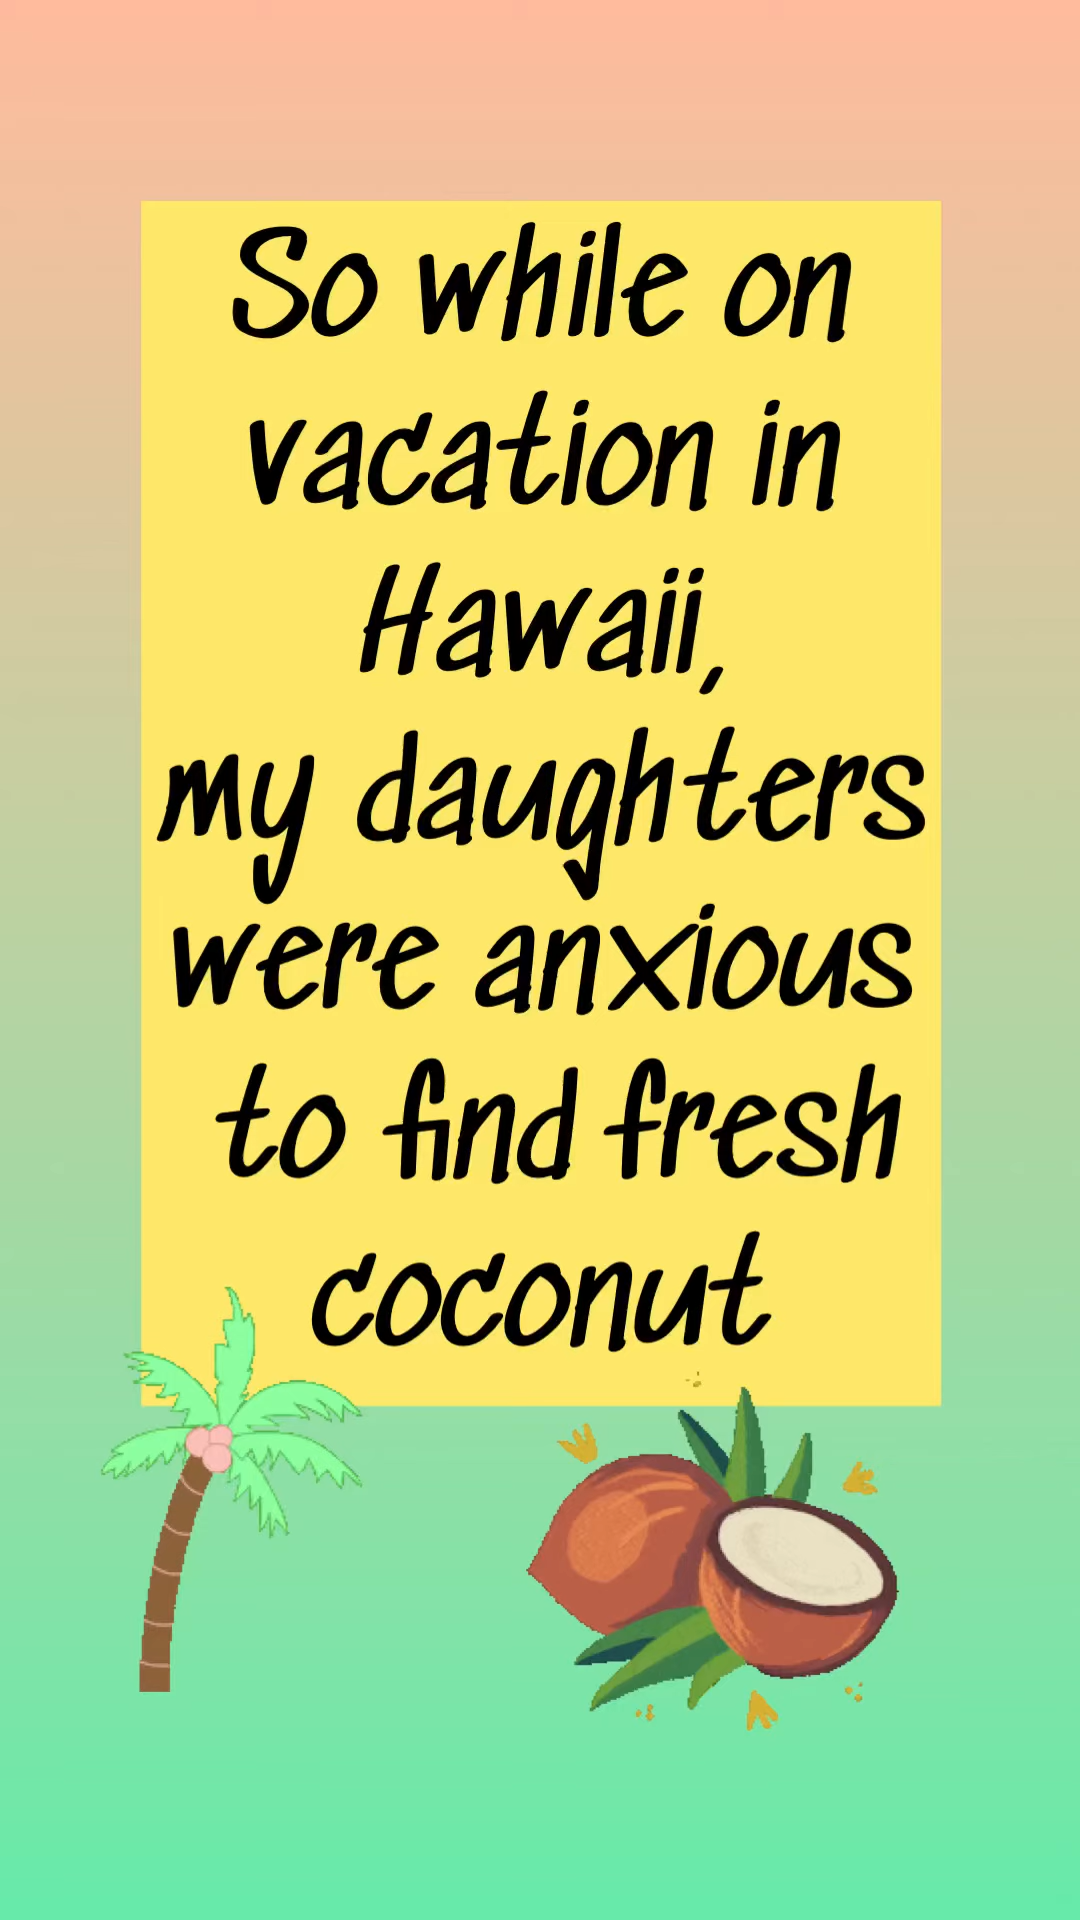 So while on
vacation in
Hawaii,
my daughters
were anxious
to find fresh
coconut